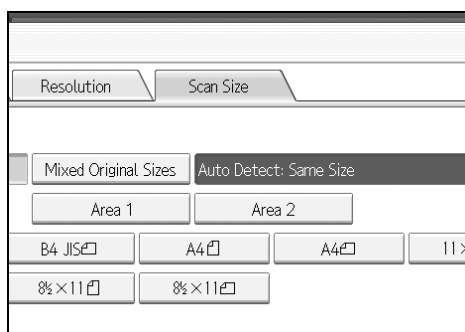 Resolution Scan Size
Mixed Original Sizes Auto Detect: Same Size
Area 1 Area 2
B4 JIS A4 A4 11×
8½×11 8½×11